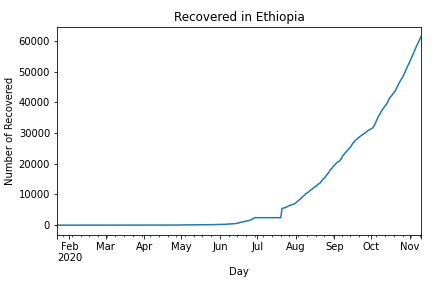 Recovered in Ethiopia
60000
50000
40000
30000
20000
10000
0
Number of Recovered
Feb Mar Apr May Jun Jul Aug Sep Oct Nov
2020
Day